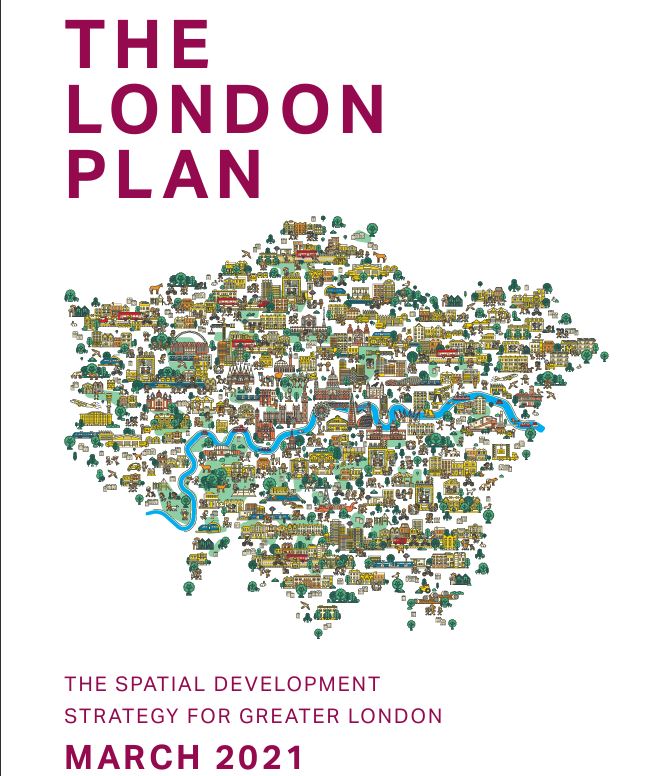 THE
LONDON
PLAN
THE SPATIAL DEVELOPMENT
STRATEGY FOR GREATER LONDON
MARCH 2021